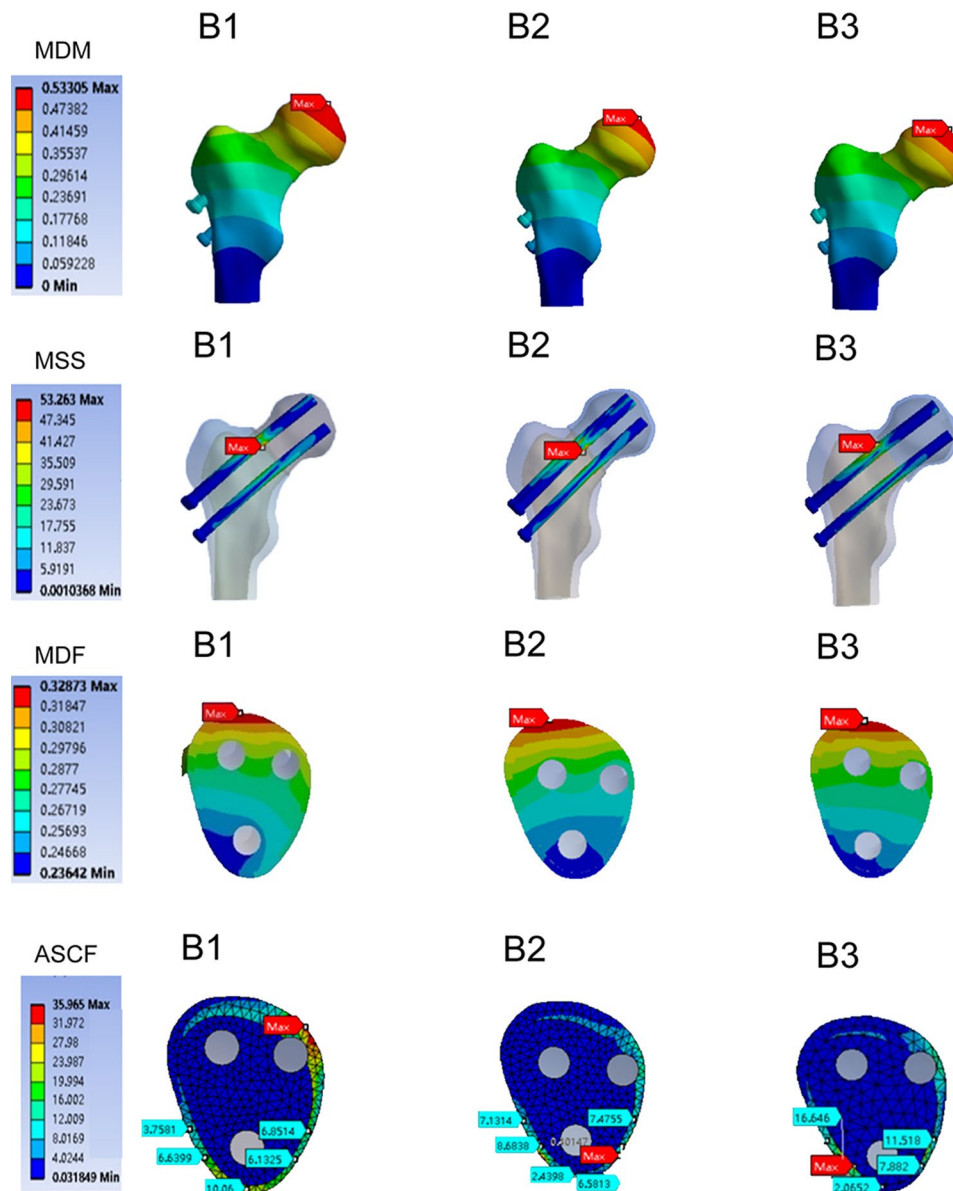 B1
B2
B3
MDM
0.53305 Max
0.47382
0.41459
0.35537
0.29614
0.23691
0.17768
0.11846
0.059228
0 Min
Max
Max
Max
B1
B2
B3
MSS
53.263 Max
47.345
41.427
35.509
29.591
23.673
17.755
11.837
5.9191
0.0010368 Min
Max
Max
Max
B1
B2
B3
MDF
0.32873 Max
0.31847
0.30821
0.29796
0.2877
0.27745
0.26719
0.25693
0.24668
0.23642 Min
Max
Max
Max
B1
B2
B3
ASCF
35.965 Max
31.972
27.98
23.987
19.994
16.002
12.009
8.0169
4.0244
0.031849 Min
Max
3.7581
6.8514
6.6399
6.1325
10.06
7.1314
7.4755
8.6838
Max
2.4398
6.5813
16.646
11.518
Max
7.882
2.0652